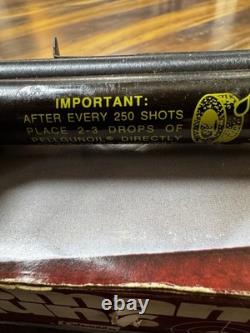 IMPORTANT:
AFTER EVERY 250 SHOTS
PLACE 2-3 DROPS OF
PELLGUNOIL® DIRECTLY